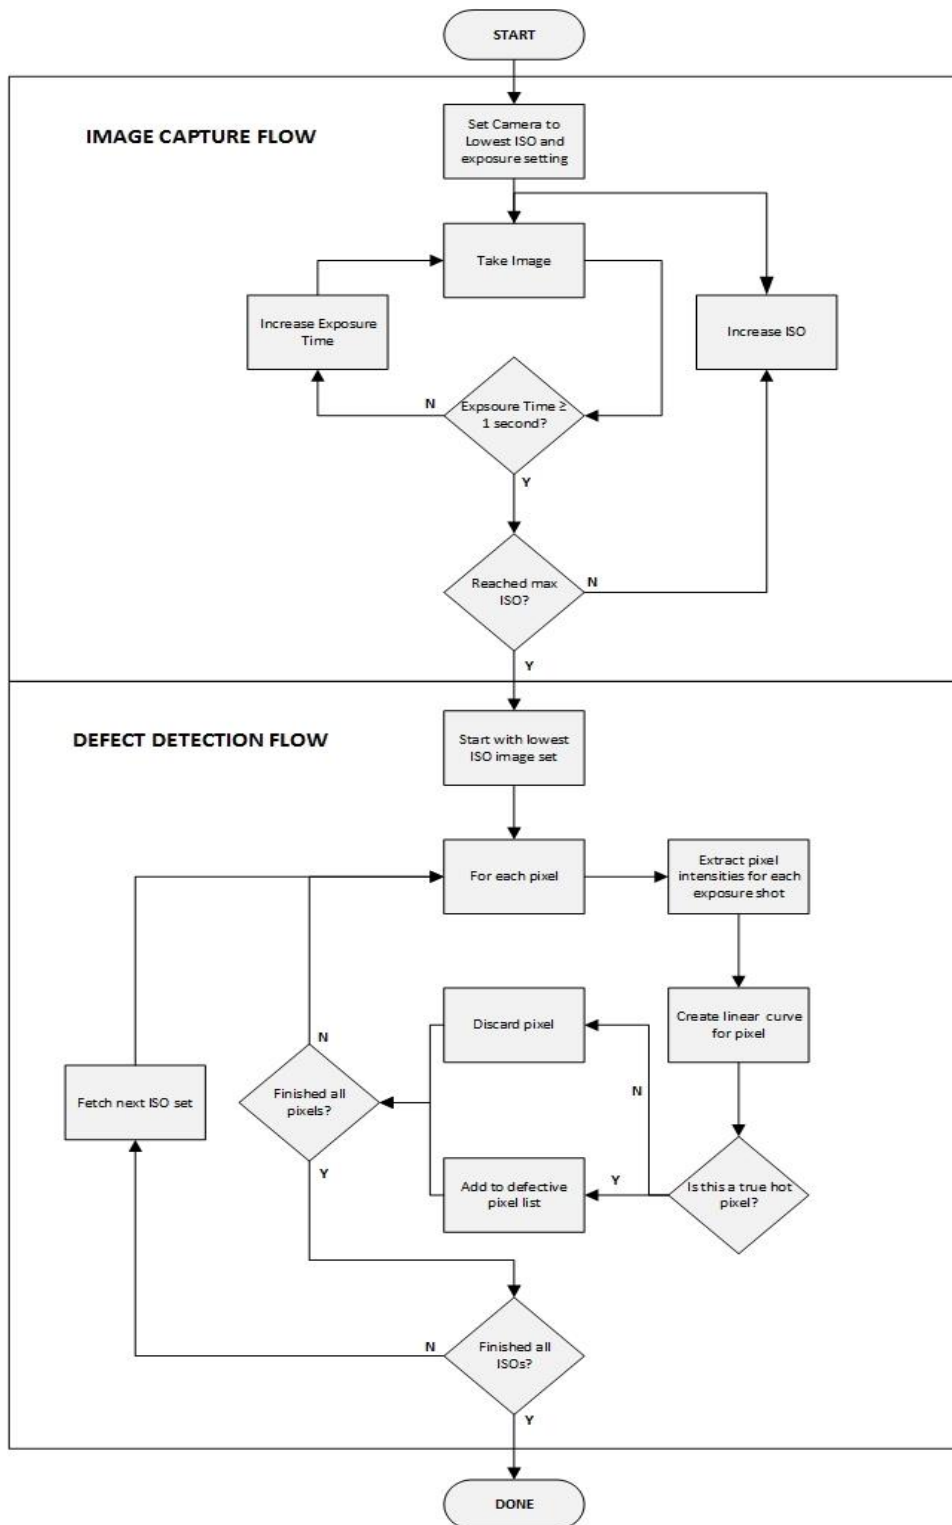 START
IMAGE CAPTURE FLOW
Set Camera to
Lowest ISO and
exposure setting
Take Image
Increase Exposure
Time
Increase ISO
N
Expsoure Time ≥
1 second?
Y
Reached max
ISO?
N
Y
DEFECT DETECTION FLOW
Start with lowest
ISO image set
For each pixel
Extract pixel
intensities for each
exposure shot
Create linear curve
for pixel
Discard pixel
N
N
Finished all
pixels?
Fetch next ISO set
Y
Add to defective
pixel list
Y
Is this a true hot
pixel?
N
Finished all
ISOs?
Y
DONE